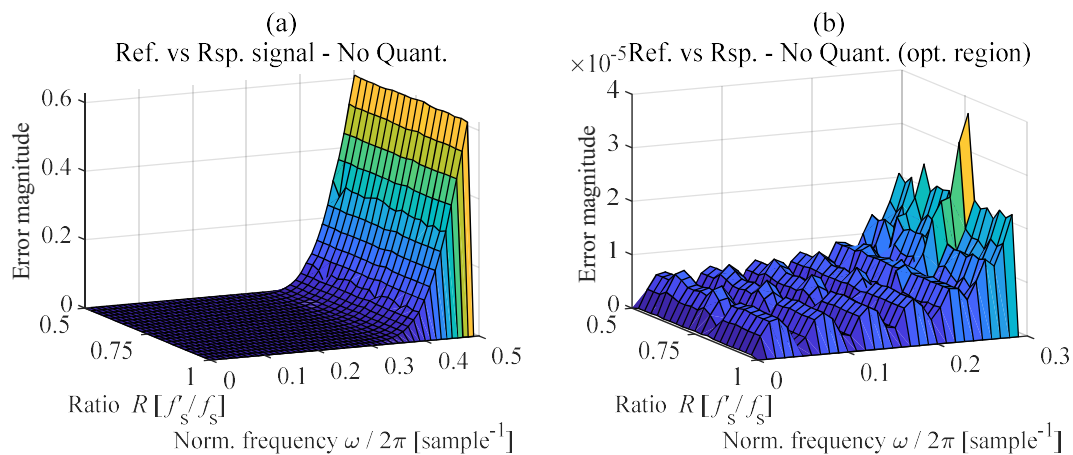 (a)
Ref. vs Rsp. signal - No Quant.
0.6
0.4
0.2
0
Error magnitude
0.5
0.75
1
0
0.1
0.2
0.3
0.4
0.5
Ratio R [f's/fs]
Norm. frequency ω / 2π [sample-1]
(b)
×10-5
Ref. vs Rsp. - No Quant. (opt. region)
4
3
2
1
0
Error magnitude
0.5
0.75
1
0
0.1
0.2
0.3
Ratio R [f's/fs]
Norm. frequency ω / 2π [sample-1]